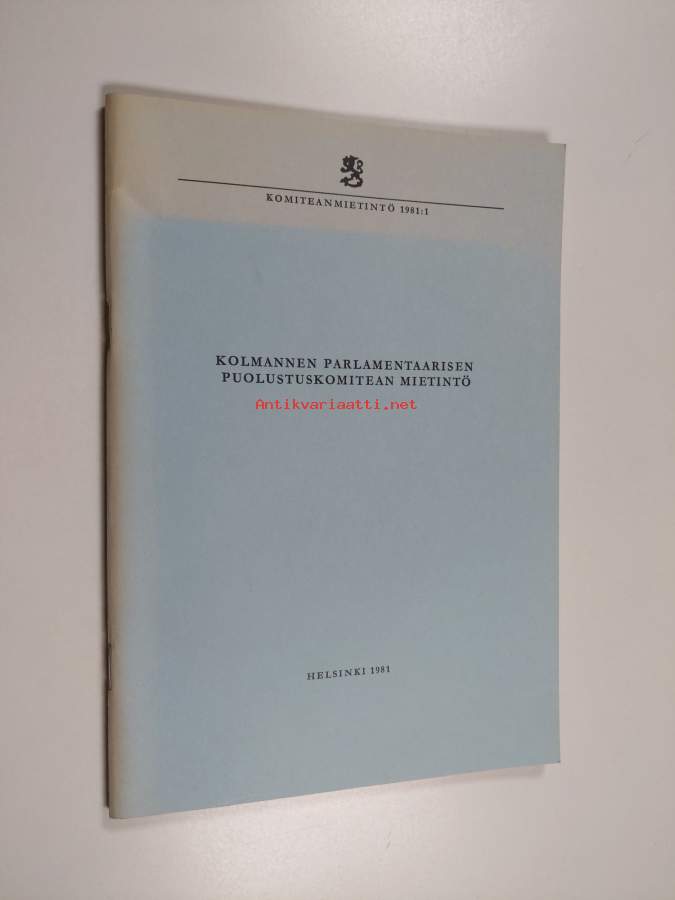 KOMITEANMIETINTÖ 1981:1
KOLMANNEN PARLAMENTAARISEN
PUOLUSTUSKOMITEAN MIETINTÖ
Antikvariaatti.net
HELSINKI 1981